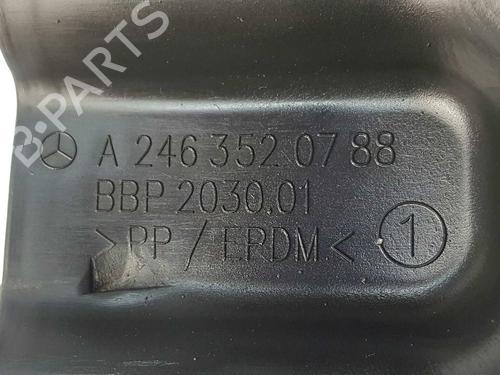 B-PARTS
A 246 352 07 88
BBP 2030.01
>PP / EPDM< 1